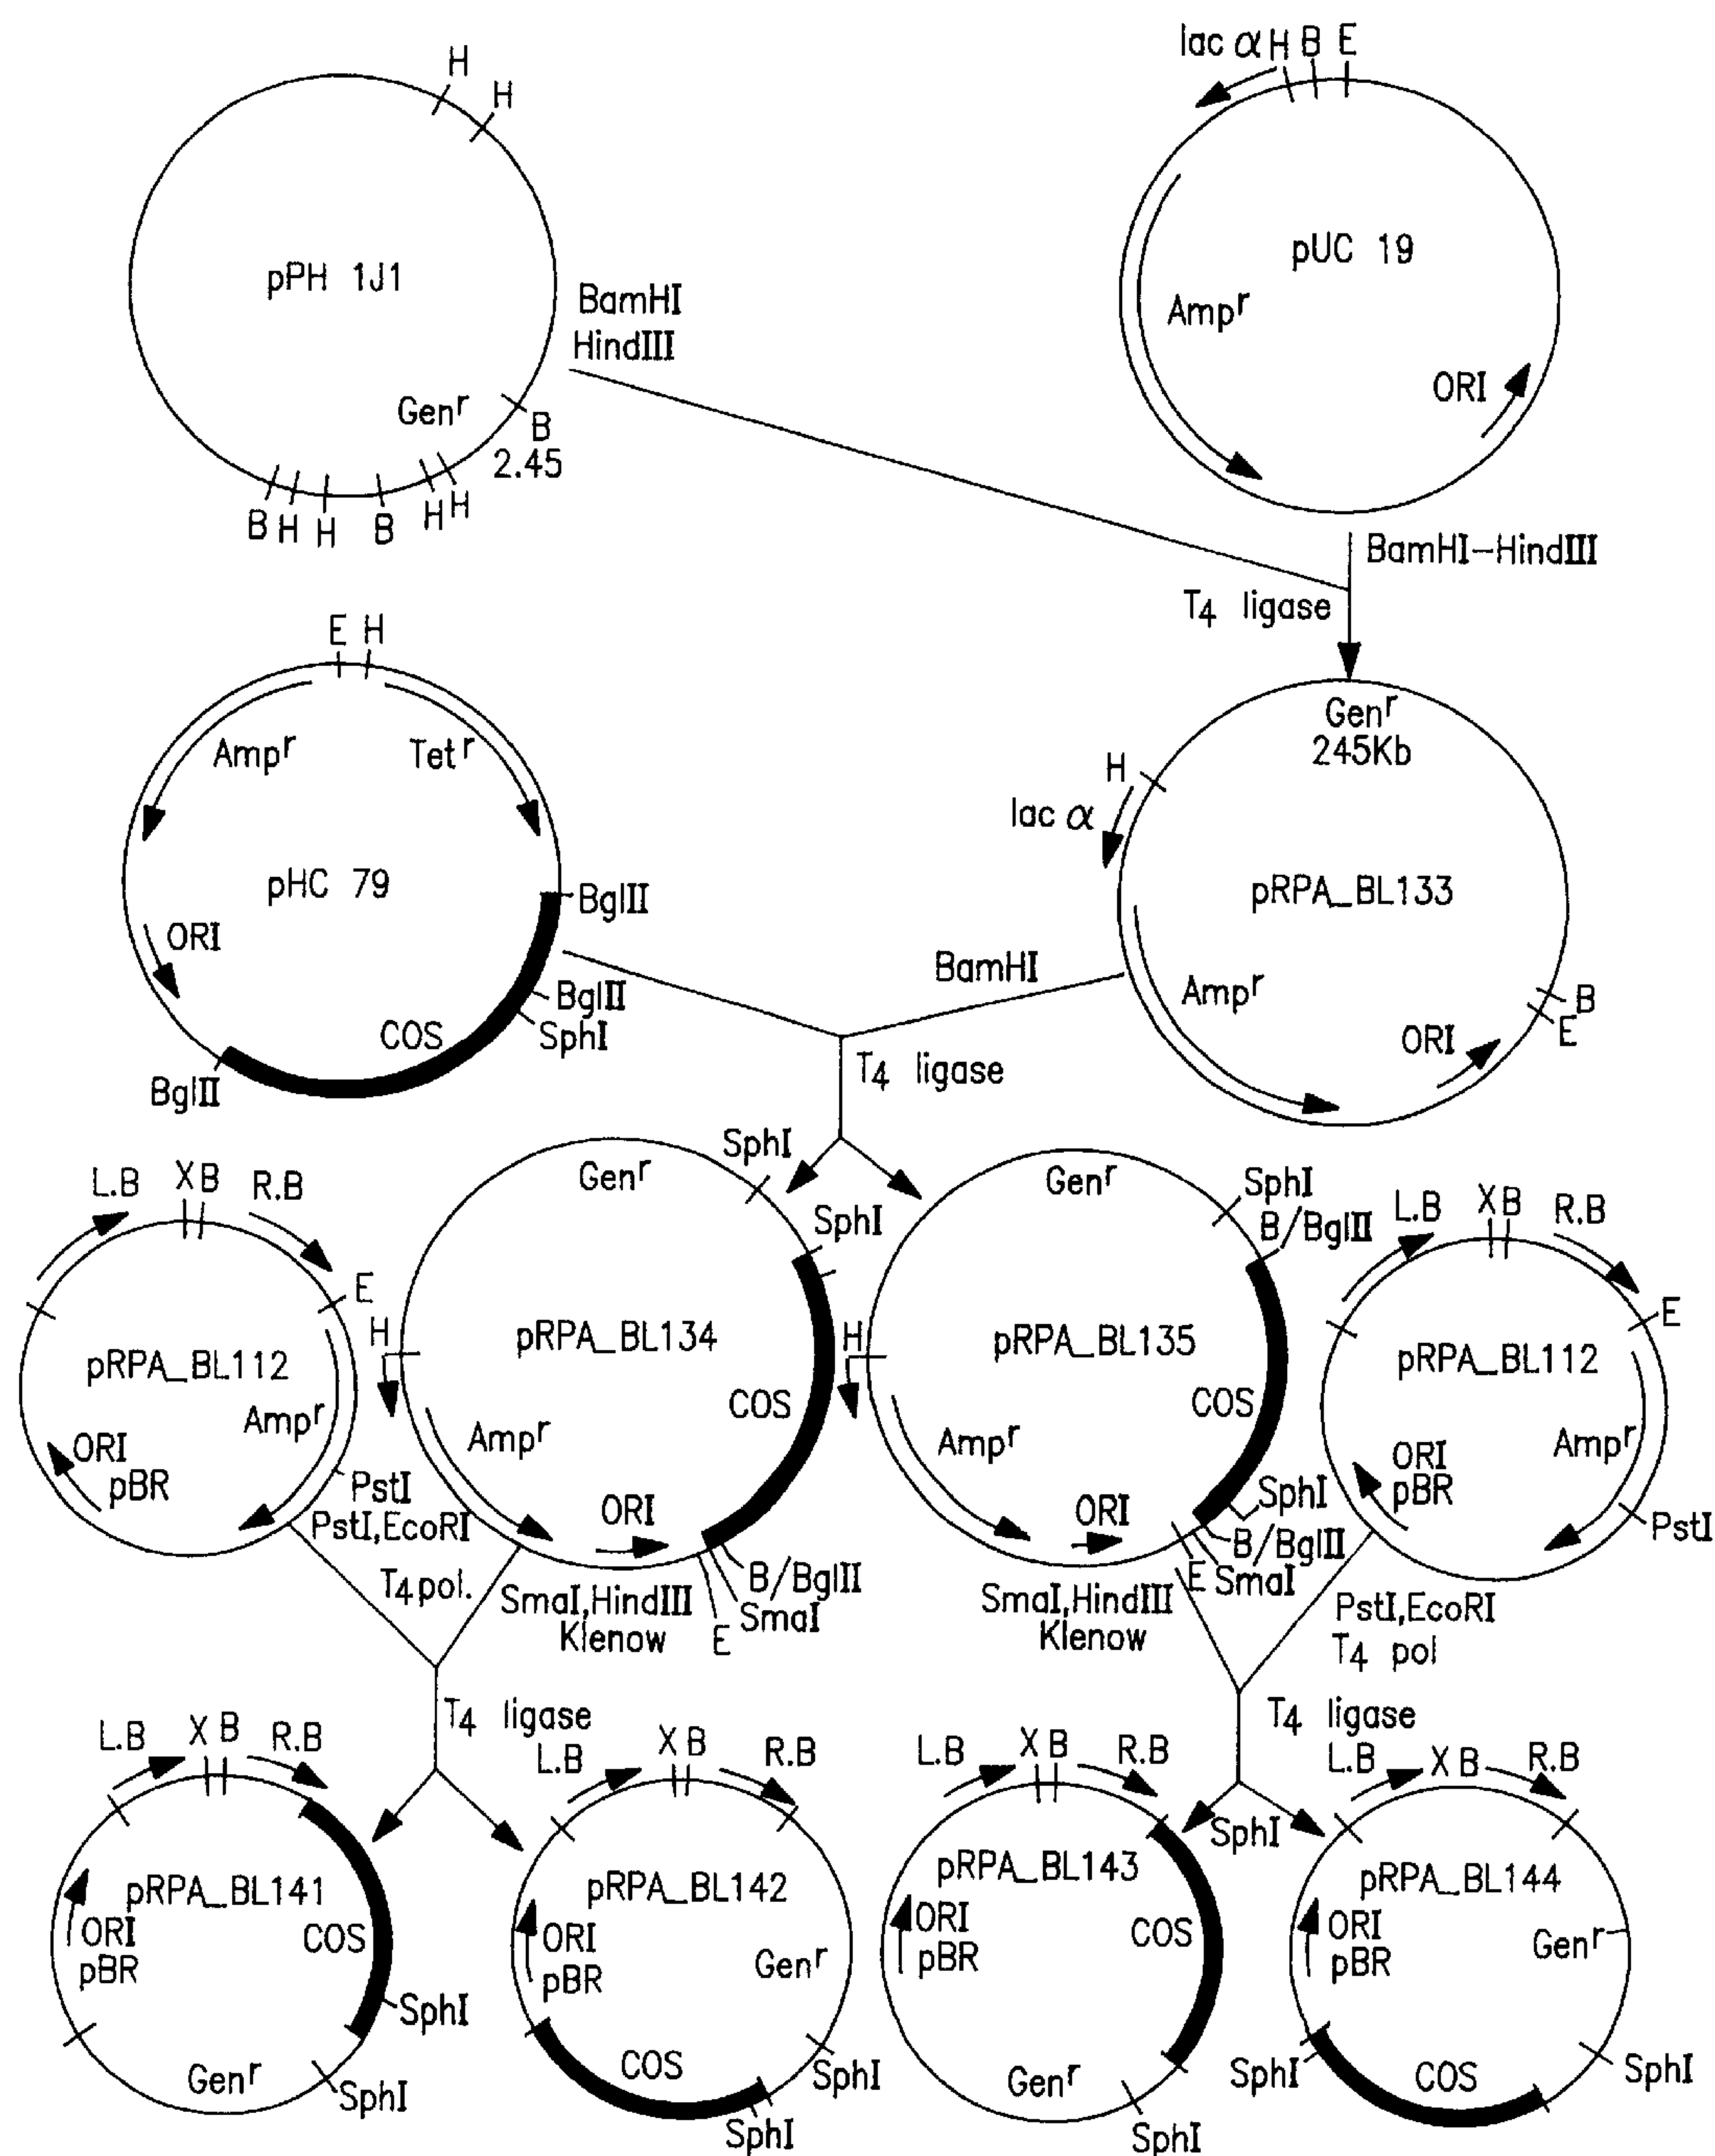 H
H
pPH 1J1
Genʳ
B
2.45
B H H B H H
BamHI
HindIII
lac α H B E
pUC 19
Ampʳ
ORI
BamHI-HindIII
T4 ligase
E H
Ampʳ
Tetʳ
pHC 79
ORI
COS
BglII
BglII
SphI
BglII
Genʳ
245Kb
H
lac α
pRPA_BL133
Ampʳ
ORI
B
E
BamHI
T4 ligase
L.B X B R.B
E
pRPA_BL112
Ampʳ
ORI
pBR
PstI
PstI,EcoRI
T4 pol.
SphI
Genʳ
SphI
H
pRPA_BL134
COS
Ampʳ
ORI
B/BglII
SmaI
E
SmaI,HindIII
Klenow
Genʳ
SphI
B/BglII
H
pRPA_BL135
COS
Ampʳ
ORI
SphI
B/BglII
E SmaI
SmaI,HindIII
Klenow
L.B X B R.B
E
pRPA_BL112
Ampʳ
ORI
pBR
PstI
PstI,EcoRI
T4 pol
T4 ligase
T4 ligase
L.B X B R.B
pRPA_BL141
ORI
pBR
COS
SphI
Genʳ
SphI
L.B X B R.B
pRPA_BL142
ORI
pBR
Genʳ
COS
SphI
SphI
L.B X B R.B
SphI
pRPA_BL143
ORI
pBR
COS
Genʳ
SphI
L.B X B R.B
pRPA_BL144
ORI
pBR
Genʳ
SphI
COS
SphI